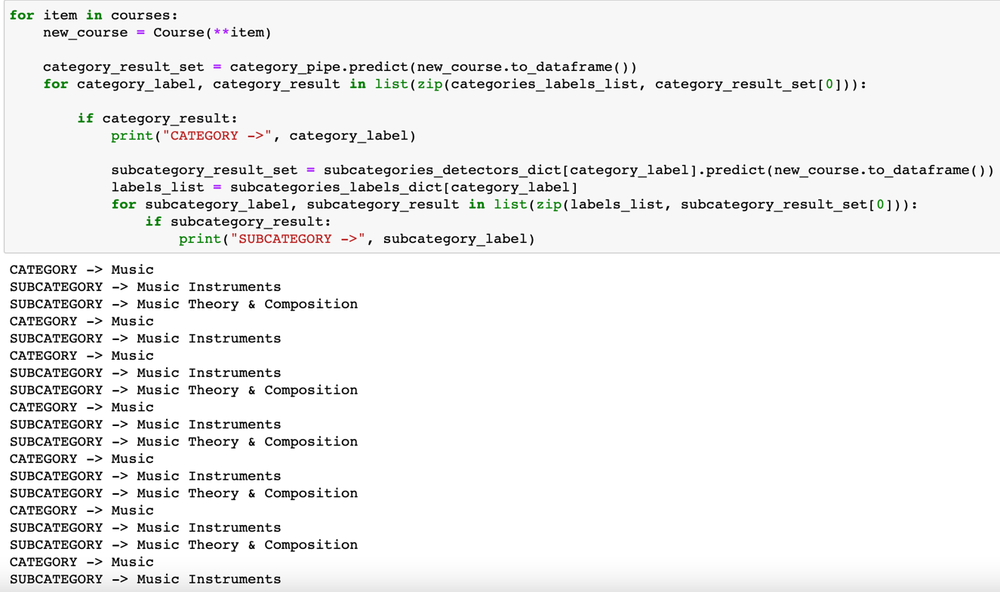 for item in courses:
    new_course = Course(**item)

    category_result_set = category_pipe.predict(new_course.to_dataframe())
    for category_label, category_result in list(zip(categories_labels_list, category_result_set[0])):

        if category_result:
            print("CATEGORY ->", category_label)

            subcategory_result_set = subcategories_detectors_dict[category_label].predict(new_course.to_dataframe())
            labels_list = subcategories_labels_dict[category_label]
            for subcategory_label, subcategory_result in list(zip(labels_list, subcategory_result_set[0])):
                if subcategory_result:
                    print("SUBCATEGORY ->", subcategory_label)
CATEGORY -> Music
SUBCATEGORY -> Music Instruments
SUBCATEGORY -> Music Theory & Composition
CATEGORY -> Music
SUBCATEGORY -> Music Instruments
CATEGORY -> Music
SUBCATEGORY -> Music Instruments
SUBCATEGORY -> Music Theory & Composition
CATEGORY -> Music
SUBCATEGORY -> Music Instruments
SUBCATEGORY -> Music Theory & Composition
CATEGORY -> Music
SUBCATEGORY -> Music Instruments
SUBCATEGORY -> Music Theory & Composition
CATEGORY -> Music
SUBCATEGORY -> Music Instruments
SUBCATEGORY -> Music Theory & Composition
CATEGORY -> Music
SUBCATEGORY -> Music Instruments